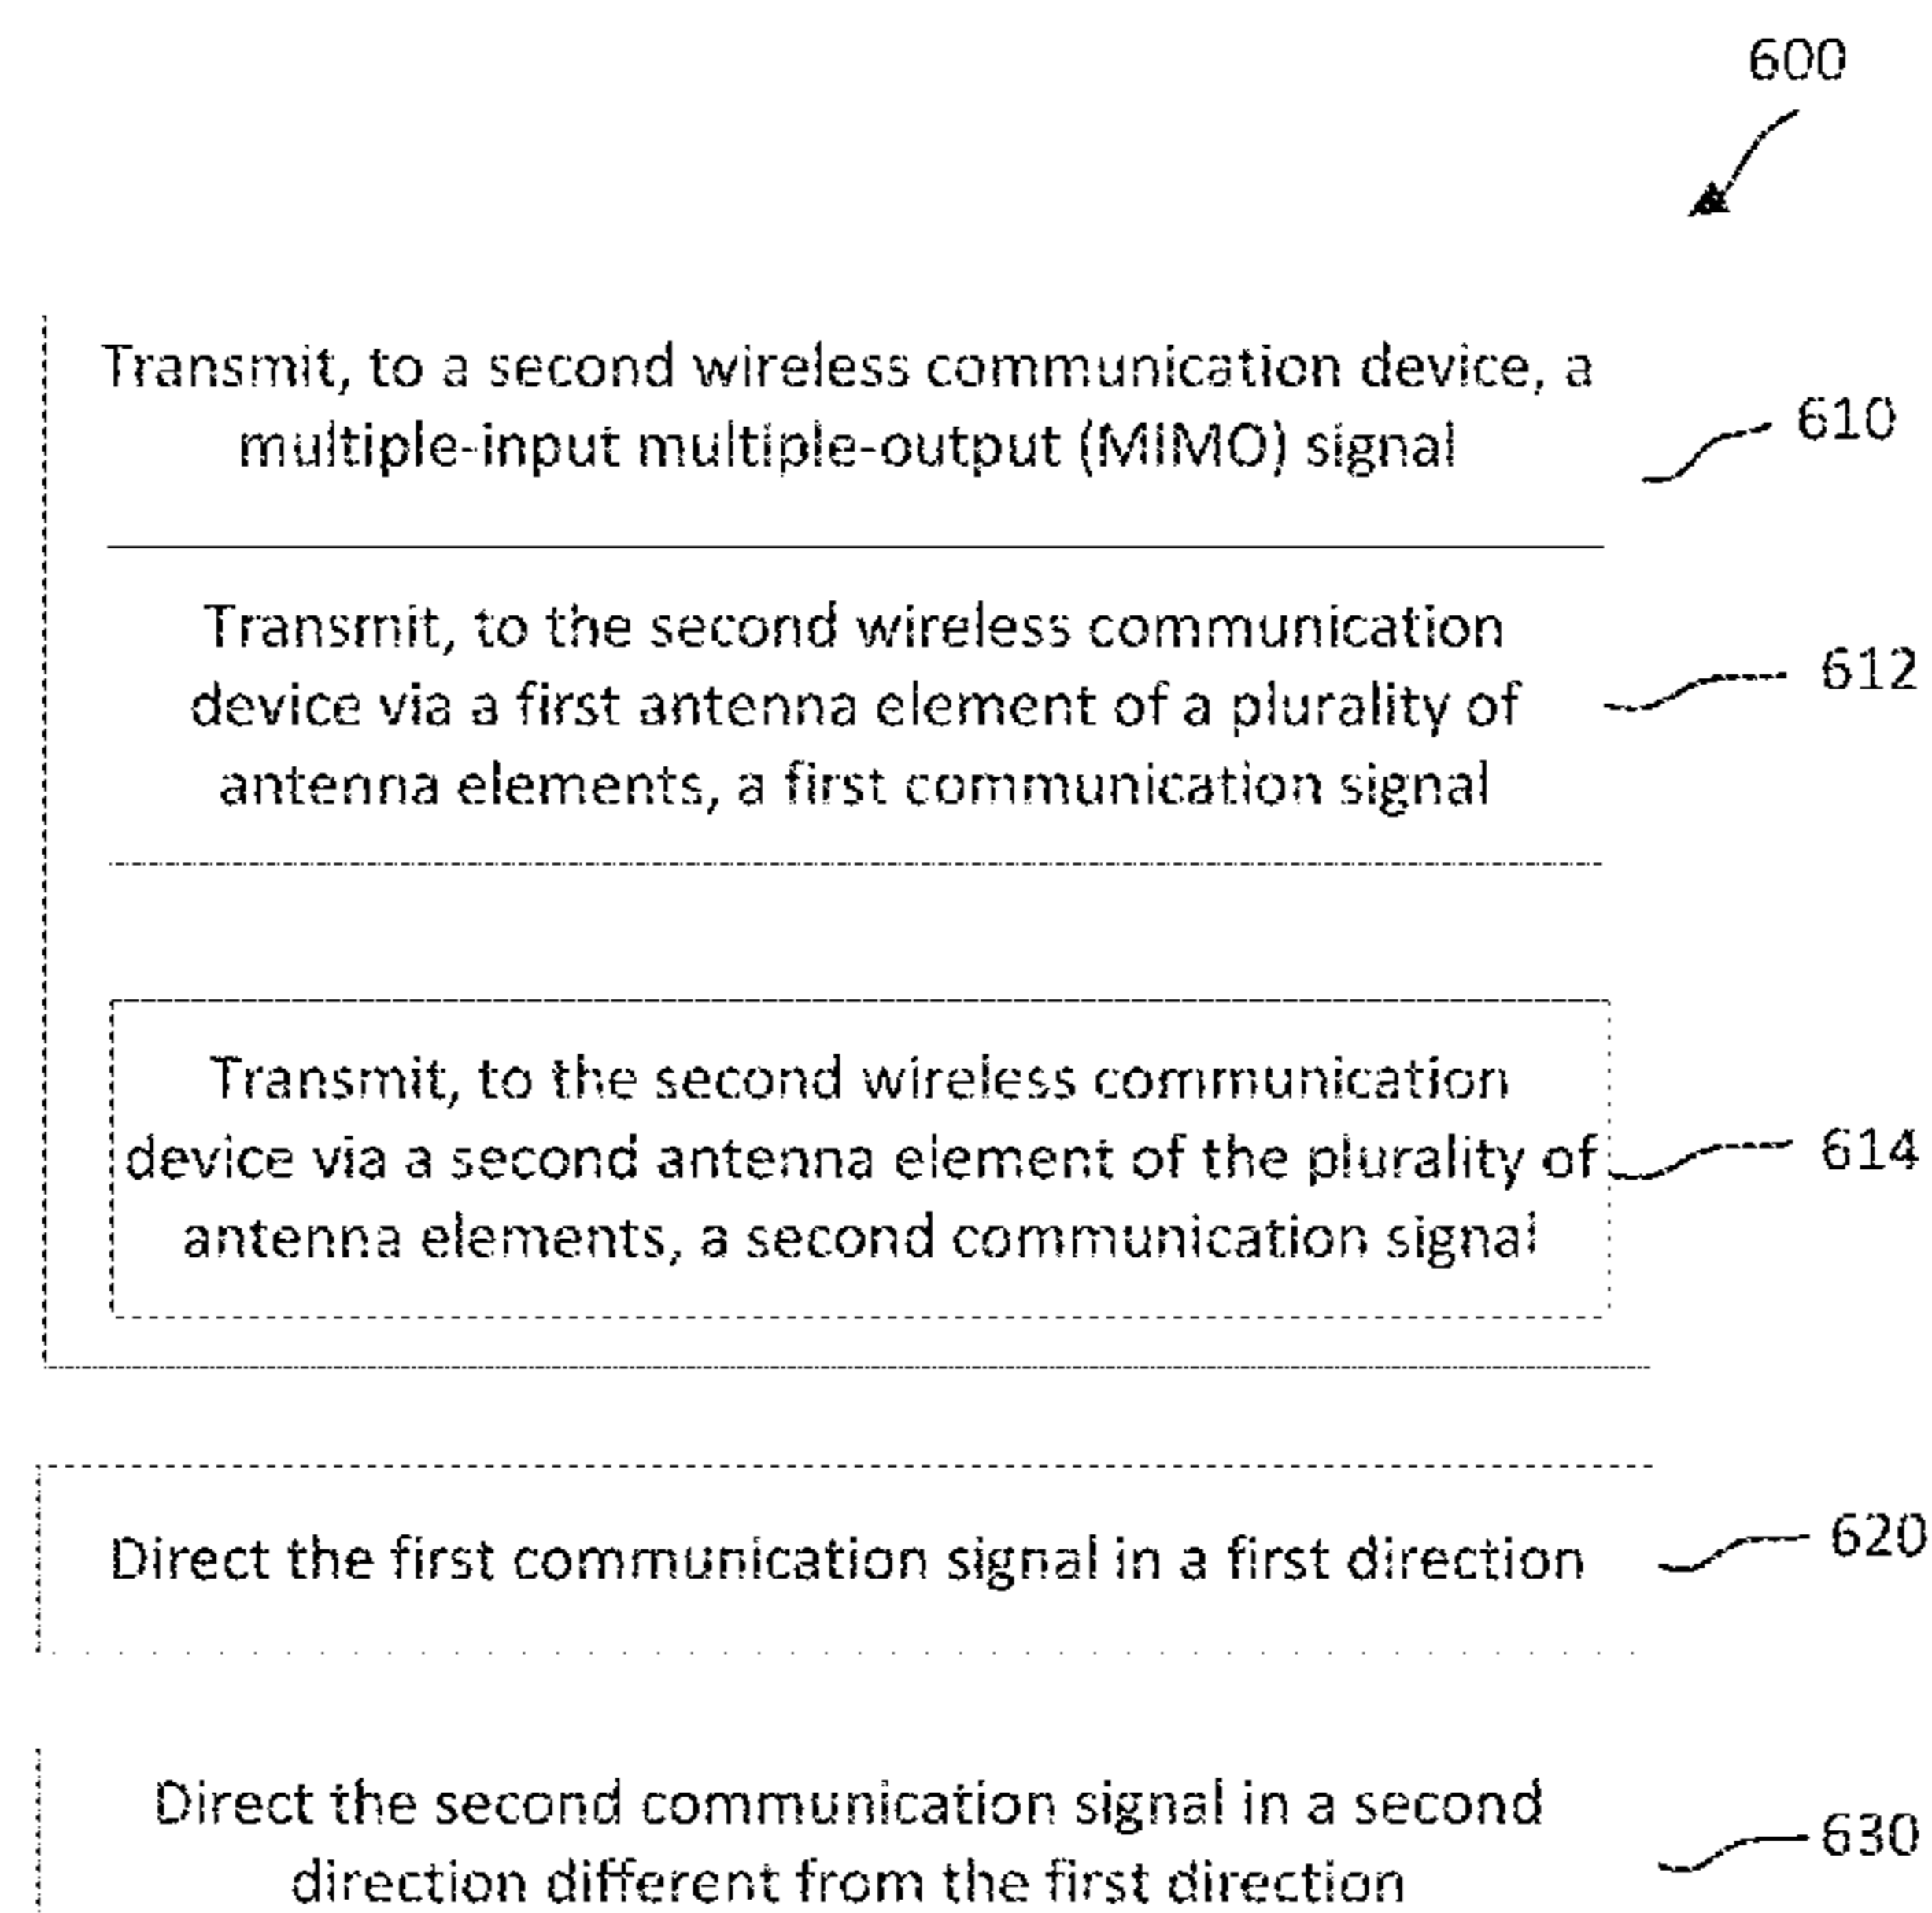 600
Transmit, to a second wireless communication device, a
multiple-input multiple-output (MIMO) signal
610
Transmit, to the second wireless communication
device via a first antenna element of a plurality of
antenna elements, a first communication signal
612
Transmit, to the second wireless communication
device via a second antenna element of the plurality of
antenna elements, a second communication signal
614
Direct the first communication signal in a first direction
620
Direct the second communication signal in a second
direction different from the first direction
630